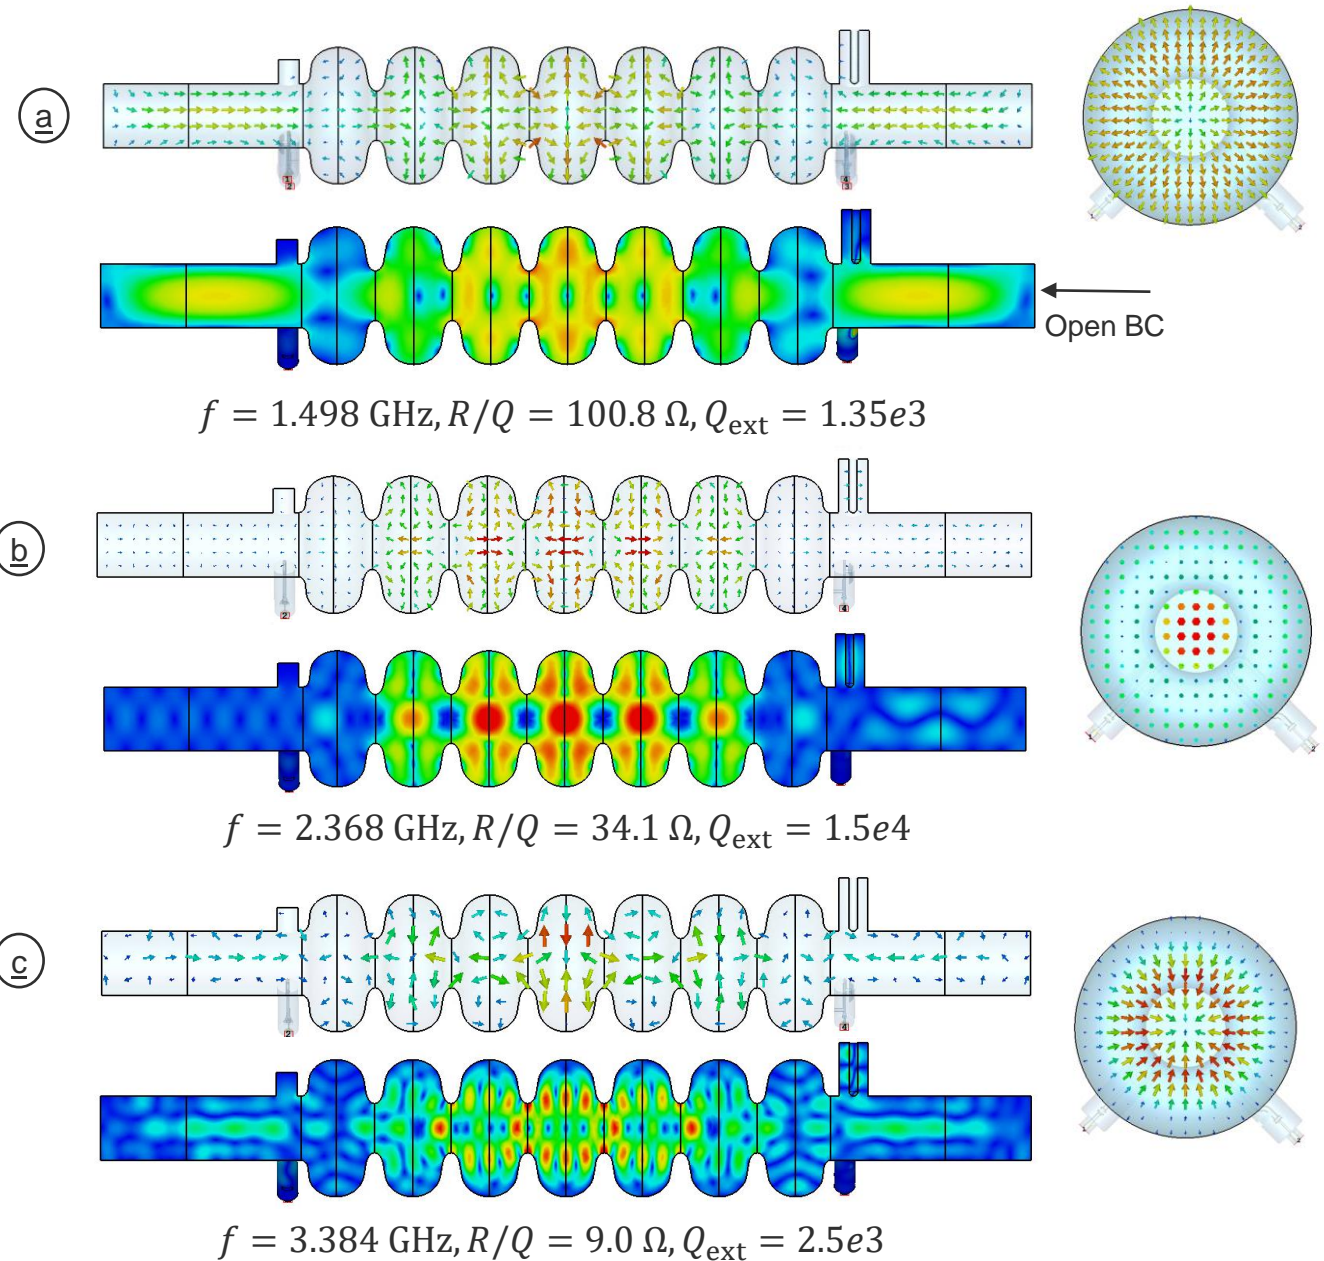 a
Open BC
f = 1.498 GHz, R/Q = 100.8 Ω, Q_ext = 1.35e3
b
f = 2.368 GHz, R/Q = 34.1 Ω, Q_ext = 1.5e4
c
f = 3.384 GHz, R/Q = 9.0 Ω, Q_ext = 2.5e3